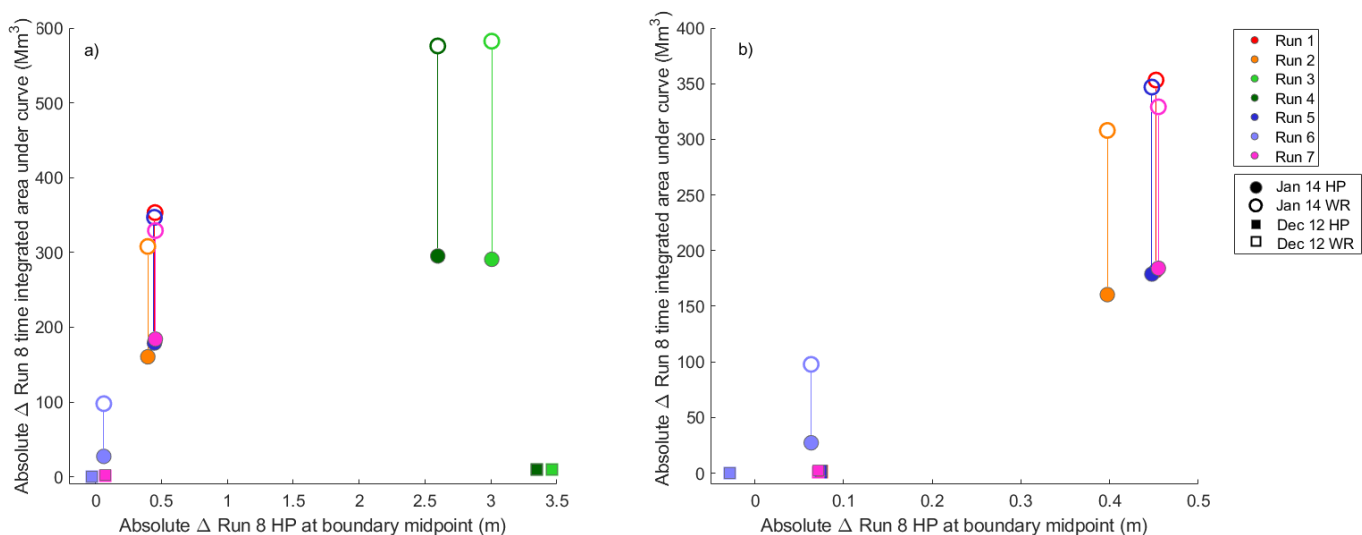 a)
Absolute Δ Run 8 time integrated area under curve (Mm³)
600
500
400
300
200
100
0
0
0.5
1
1.5
2
2.5
3
3.5
Absolute Δ Run 8 HP at boundary midpoint (m)
b)
Absolute Δ Run 8 time integrated area under curve (Mm³)
400
350
300
250
200
150
100
50
0
0
0.1
0.2
0.3
0.4
0.5
Absolute Δ Run 8 HP at boundary midpoint (m)
Run 1
Run 2
Run 3
Run 4
Run 5
Run 6
Run 7
Jan 14 HP
Jan 14 WR
Dec 12 HP
Dec 12 WR